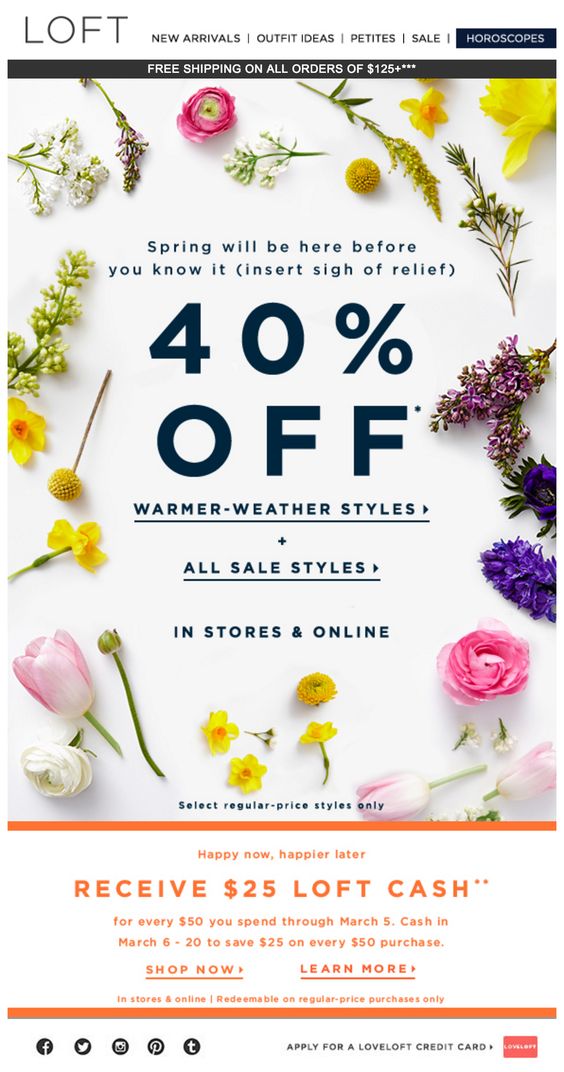 LOFT
NEW ARRIVALS | OUTFIT IDEAS | PETITES | SALE | HOROSCOPES
FREE SHIPPING ON ALL ORDERS OF $125+***
Spring will be here before
you know it (insert sigh of relief)
40%
OFF*
WARMER-WEATHER STYLES
+
ALL SALE STYLES
IN STORES & ONLINE
Select regular-price styles only
Happy now, happier later
RECEIVE $25 LOFT CASH**
for every $50 you spend through March 5. Cash in
March 6 - 20 to save $25 on every $50 purchase.
SHOP NOW LEARN MORE
In stores & online | Redeemable on regular-price purchases only
APPLY FOR A LOVELOFT CREDIT CARD LOVELOFT